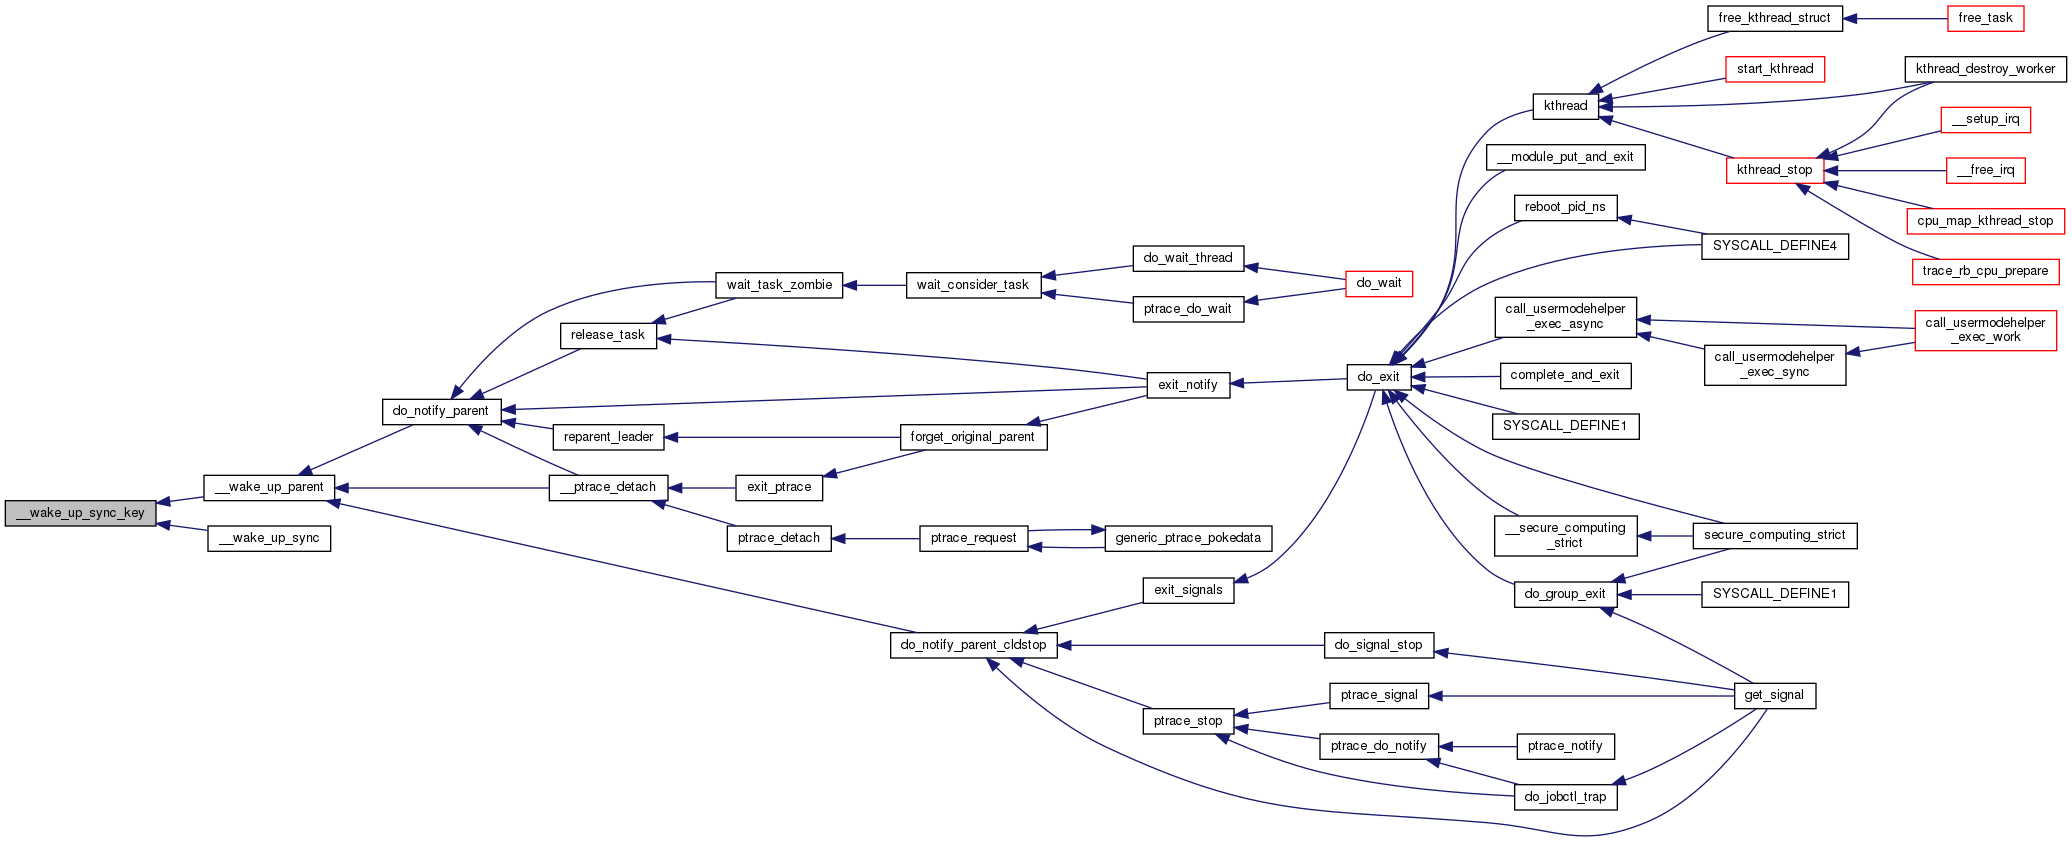 free_kthread_struct
free_task
start_kthread
kthread_destroy_worker
kthread
__setup_irq
__module_put_and_exit
kthread_stop
__free_irq
reboot_pid_ns
cpu_map_kthread_stop
SYSCALL_DEFINE4
do_wait_thread
trace_rb_cpu_prepare
wait_task_zombie
wait_consider_task
do_wait
ptrace_do_wait
call_usermodehelper
_exec_async
call_usermodehelper
_exec_work
release_task
call_usermodehelper
_exec_sync
do_exit
complete_and_exit
exit_notify
do_notify_parent
SYSCALL_DEFINE1
reparent_leader
forget_original_parent
__wake_up_parent
__ptrace_detach
exit_ptrace
__wake_up_sync_key
__wake_up_sync
ptrace_detach
ptrace_request
generic_ptrace_pokedata
__secure_computing
_strict
secure_computing_strict
exit_signals
do_group_exit
SYSCALL_DEFINE1
do_notify_parent_cldstop
do_signal_stop
ptrace_signal
get_signal
ptrace_stop
ptrace_do_notify
ptrace_notify
do_jobctl_trap